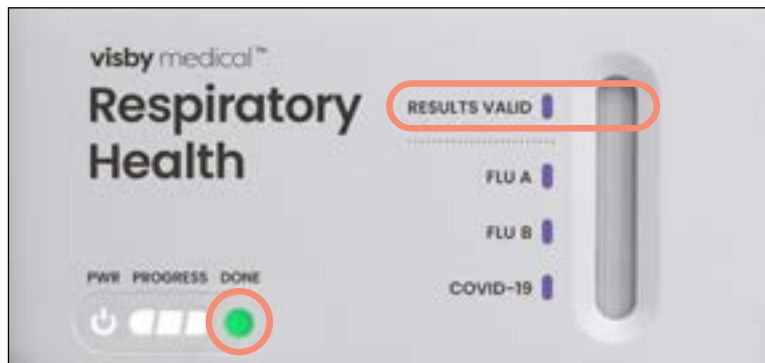 visby medical™
Respiratory
Health
RESULTS VALID
FLU A
FLU B
COVID-19
PWR PROGRESS DONE